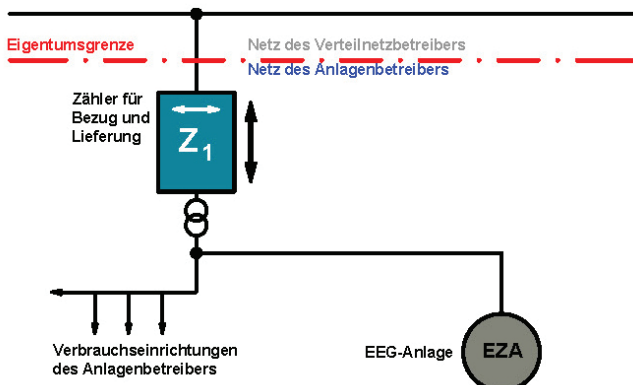 Eigentumsgrenze
Netz des Verteilnetzbetreibers
Netz des Anlagenbetreibers
Zähler für
Bezug und
Lieferung
Z1
Verbrauchseinrichtungen
des Anlagenbetreibers
EEG-Anlage
EZA